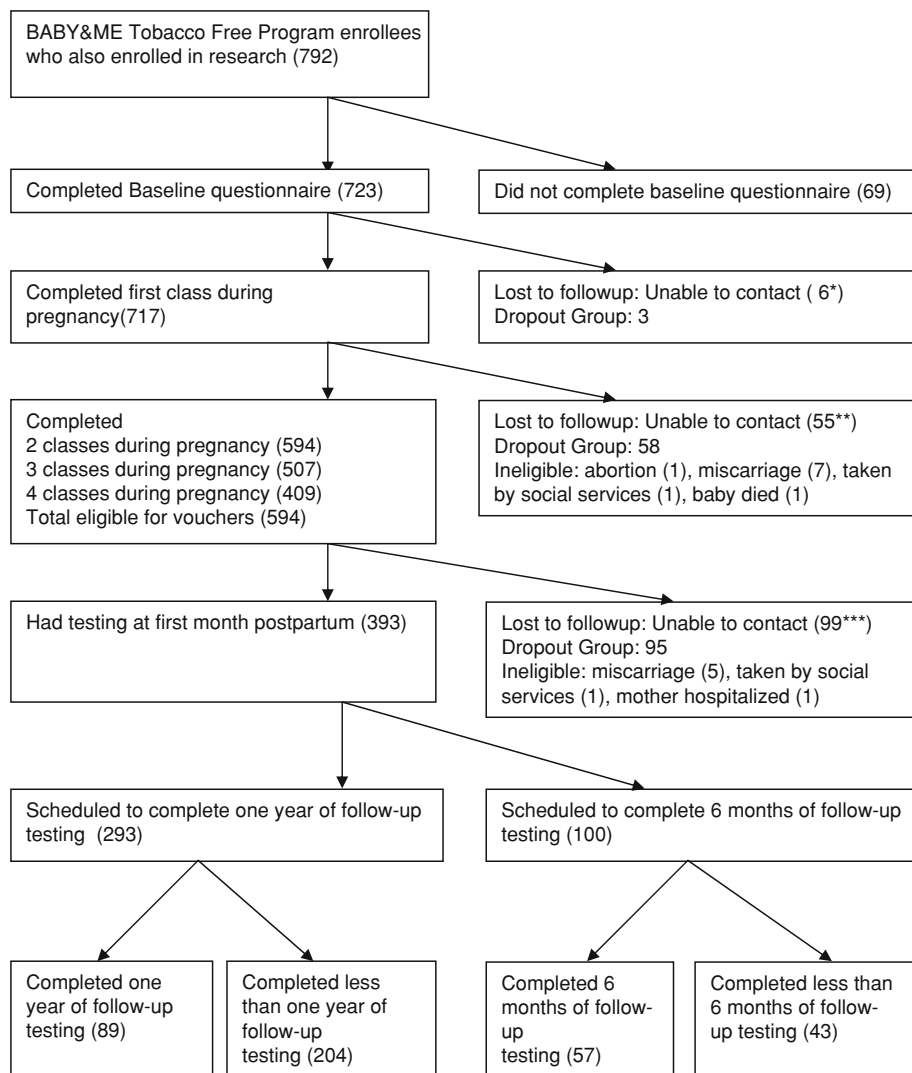 BABY&ME Tobacco Free Program enrollees
who also enrolled in research (792)
Completed Baseline questionnaire (723)
Did not complete baseline questionnaire (69)
Completed first class during
pregnancy(717)
Lost to followup: Unable to contact ( 6*)
Dropout Group: 3
Completed
2 classes during pregnancy (594)
3 classes during pregnancy (507)
4 classes during pregnancy (409)
Total eligible for vouchers (594)
Lost to followup: Unable to contact (55**)
Dropout Group: 58
Ineligible: abortion (1), miscarriage (7), taken
by social services (1), baby died (1)
Had testing at first month postpartum (393)
Lost to followup: Unable to contact (99***)
Dropout Group: 95
Ineligible: miscarriage (5), taken by social
services (1), mother hospitalized (1)
Scheduled to complete one year of follow-up
testing (293)
Scheduled to complete 6 months of follow-up
testing (100)
Completed one
year of follow-up
testing (89)
Completed less
than one year of
follow-up
testing (204)
Completed 6
months of follow-
up
testing (57)
Completed less than
6 months of follow-
up testing (43)